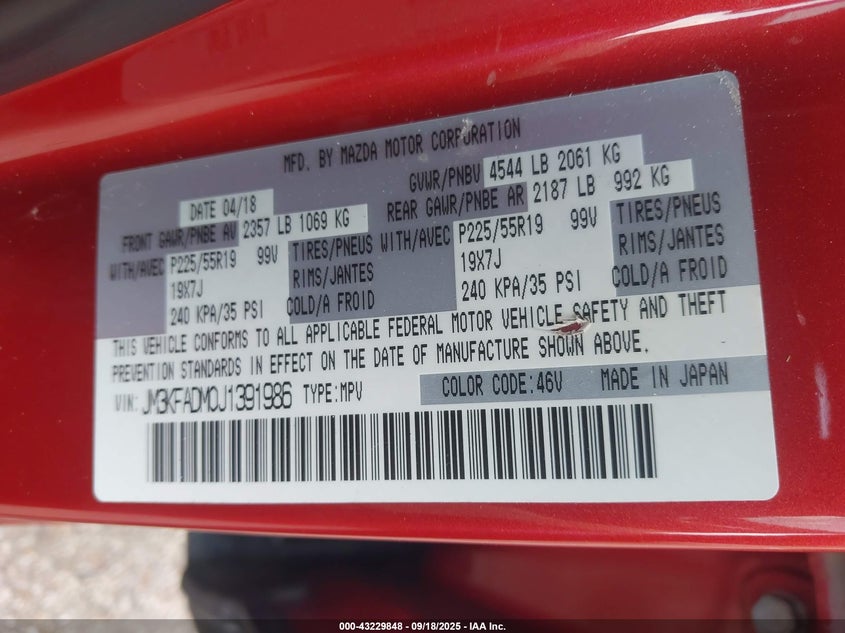 MFD. BY MAZDA MOTOR CORPORATION
DATE 04/18 GVWR/PNBV 4544 LB 2061 KG
FRONT GAWR/PNBE AV 2357 LB 1069 KG REAR GAWR/PNBE AR 2187 LB 992 KG
WITH/AVEC P225/55R19 99V TIRES/PNEUS WITH/AVEC P225/55R19 99V TIRES/PNEUS
19X7J RIMS/JANTES 19X7J RIMS/JANTES
240 KPA/35 PSI COLD/A FROID 240 KPA/35 PSI COLD/A FROID
THIS VEHICLE CONFORMS TO ALL APPLICABLE FEDERAL MOTOR VEHICLE SAFETY AND THEFT
PREVENTION STANDARDS IN EFFECT ON THE DATE OF MANUFACTURE SHOWN ABOVE.
VIN: JM3KFADM0J1391986 TYPE:MPV COLOR CODE:46V MADE IN JAPAN
000-43229848 - 09/18/2025 - IAA Inc.